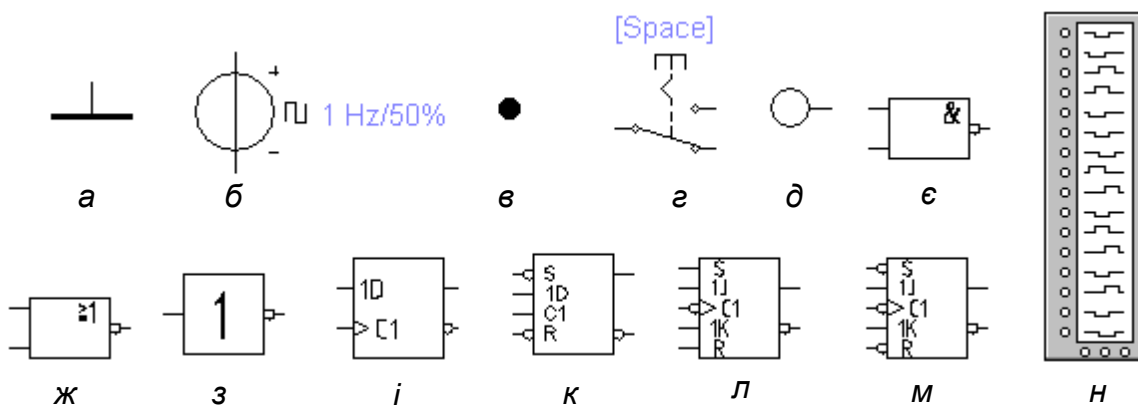 [Space]
+
1 Hz/50%
−
&
а б в г д є
≥1
1
1D
C1
S
1D
C1
R
S
1J
C1
1K
R
S
1J
C1
1K
R
ж з і к л м н